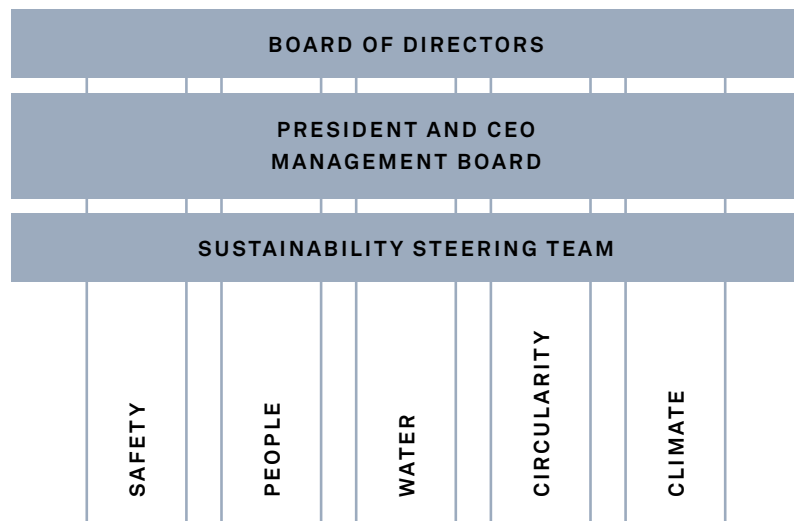 BOARD OF DIRECTORS
PRESIDENT AND CEO
MANAGEMENT BOARD
SUSTAINABILITY STEERING TEAM
SAFETY
PEOPLE
WATER
CIRCULARITY
CLIMATE